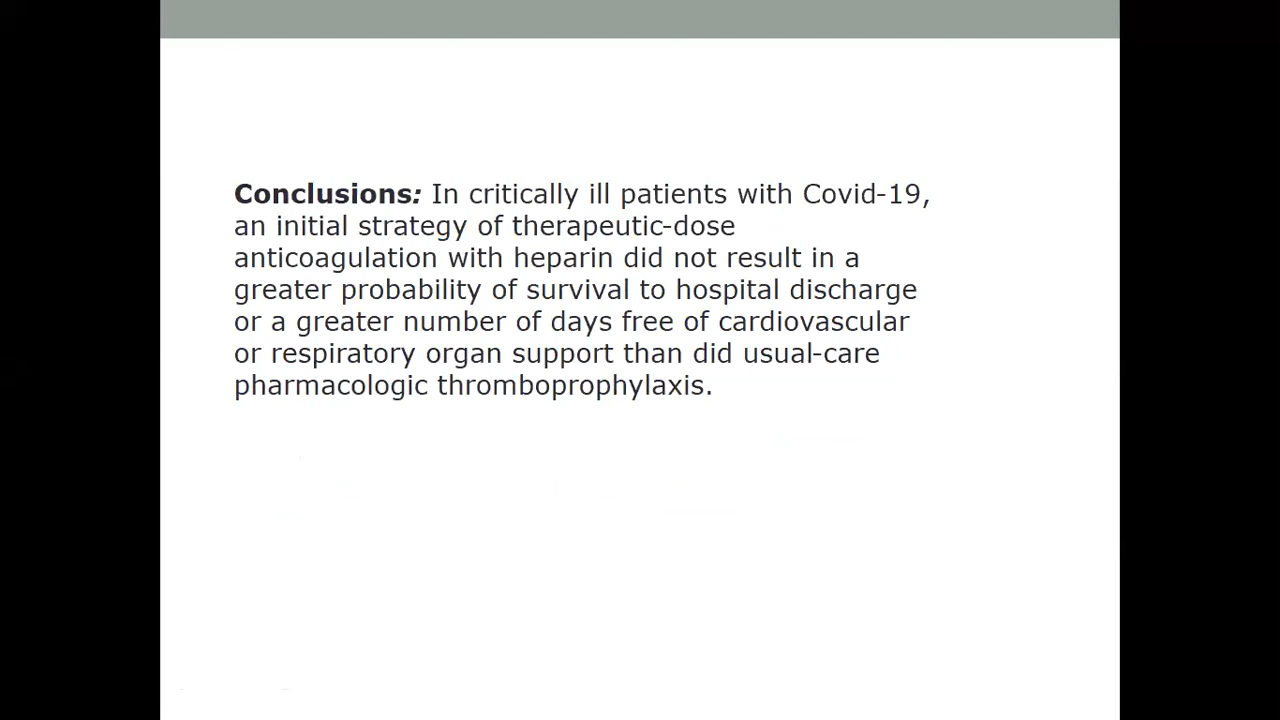 Conclusions: In critically ill patients with Covid-19,
an initial strategy of therapeutic-dose
anticoagulation with heparin did not result in a
greater probability of survival to hospital discharge
or a greater number of days free of cardiovascular
or respiratory organ support than did usual-care
pharmacologic thromboprophylaxis.